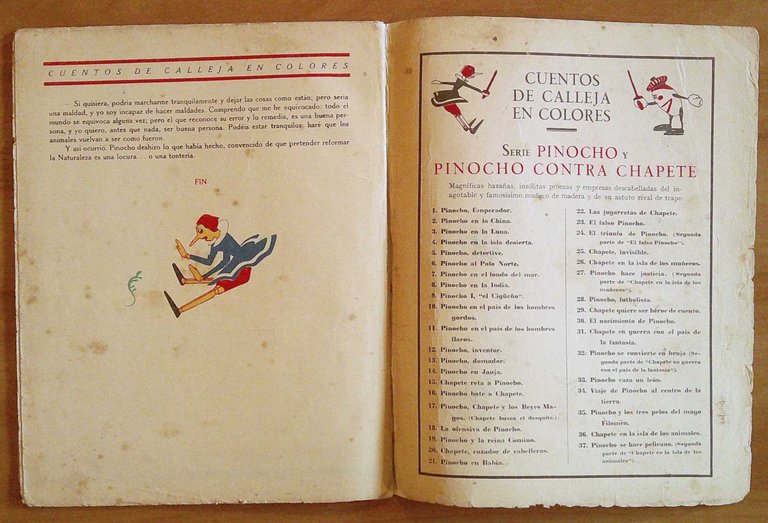 CUENTOS DE CALLEJA EN COLORES
Si quisiera, podría marcharme tranquilamente y dejar las cosas como están; pero sería
una maldad, y yo soy incapaz de hacer maldades. Comprendo que me he equivocado: todo el
mundo se equivoca alguna vez; pero el que reconoce su error y lo remedia, es una buena per-
sona, y yo quiero, antes que nada, ser buena persona. Podéis estar tranquilos; haré que los
animales vuelvan a ser como fueron.
Y así ocurrió. Pinocho deshizo lo que había hecho, convencido de que pretender reformar
la Naturaleza es una locura. . . o una tontería.
FIN
CUENTOS
DE CALLEJA
EN COLORES
SERIE PINOCHO Y
PINOCHO CONTRA CHAPETE
Magníficas hazañas, insólitas proezas y empresas descabelladas del in-
agotable y famosísimo muñeco de madera y de su astuto rival de trapo
1. Pinocho, Emperador.
2. Pinocho en la China.
3. Pinocho en la Luna.
4. Pinocho en la isla desierta.
5. Pinocho, detective.
6. Pinocho al Polo Norte.
7. Pinocho en el fondo del mar.
8. Pinocho en la India.
9. Pinocho I, "el Cigüeño".
10. Pinocho en el país de los hombres
gordos.
11. Pinocho en el país de los hombres
flacos.
12. Pinocho, inventor.
13. Pinocho, domador.
14. Pinocho en Jauja.
15. Chapete reta a Pinocho.
16. Pinocho bate a Chapete.
17. Pinocho, Chapete y los Reyes Ma-
gos. (Chapete busca el desquite.)
18. La ofensiva de Pinocho.
19. Pinocho y la reina Comino.
20. Chapete, cazador de cabelleras.
21. Pinocho en Babia.
22. Las jugarretas de Chapete.
23. El falso Pinocho.
24. El triunfo de Pinocho. (Segunda
parte de "El falso Pinocho").
25. Chapete, invisible.
26. Chapete en la isla de los muñecos.
27. Pinocho hace justicia. (Segunda
parte de "Chapete en la isla de los
muñecos").
28. Pinocho, futbolista.
29. Chapete quiere ser héroe de cuento.
30. El nacimiento de Pinocho.
31. Chapete en guerra con el país de
la fantasía.
32. Pinocho se convierte en bruja (Se-
gunda parte de "Chapete en guerra
con el país de la fantasía").
33. Pinocho caza un león.
34. Viaje de Pinocho al centro de la
tierra.
35. Pinocho y los tres pelos del mago
Filomén.
36. Chapete en la isla de los animales.
37. Pinocho se hace pelícano. (Segunda
parte de "Chapete en la isla de los
animales").